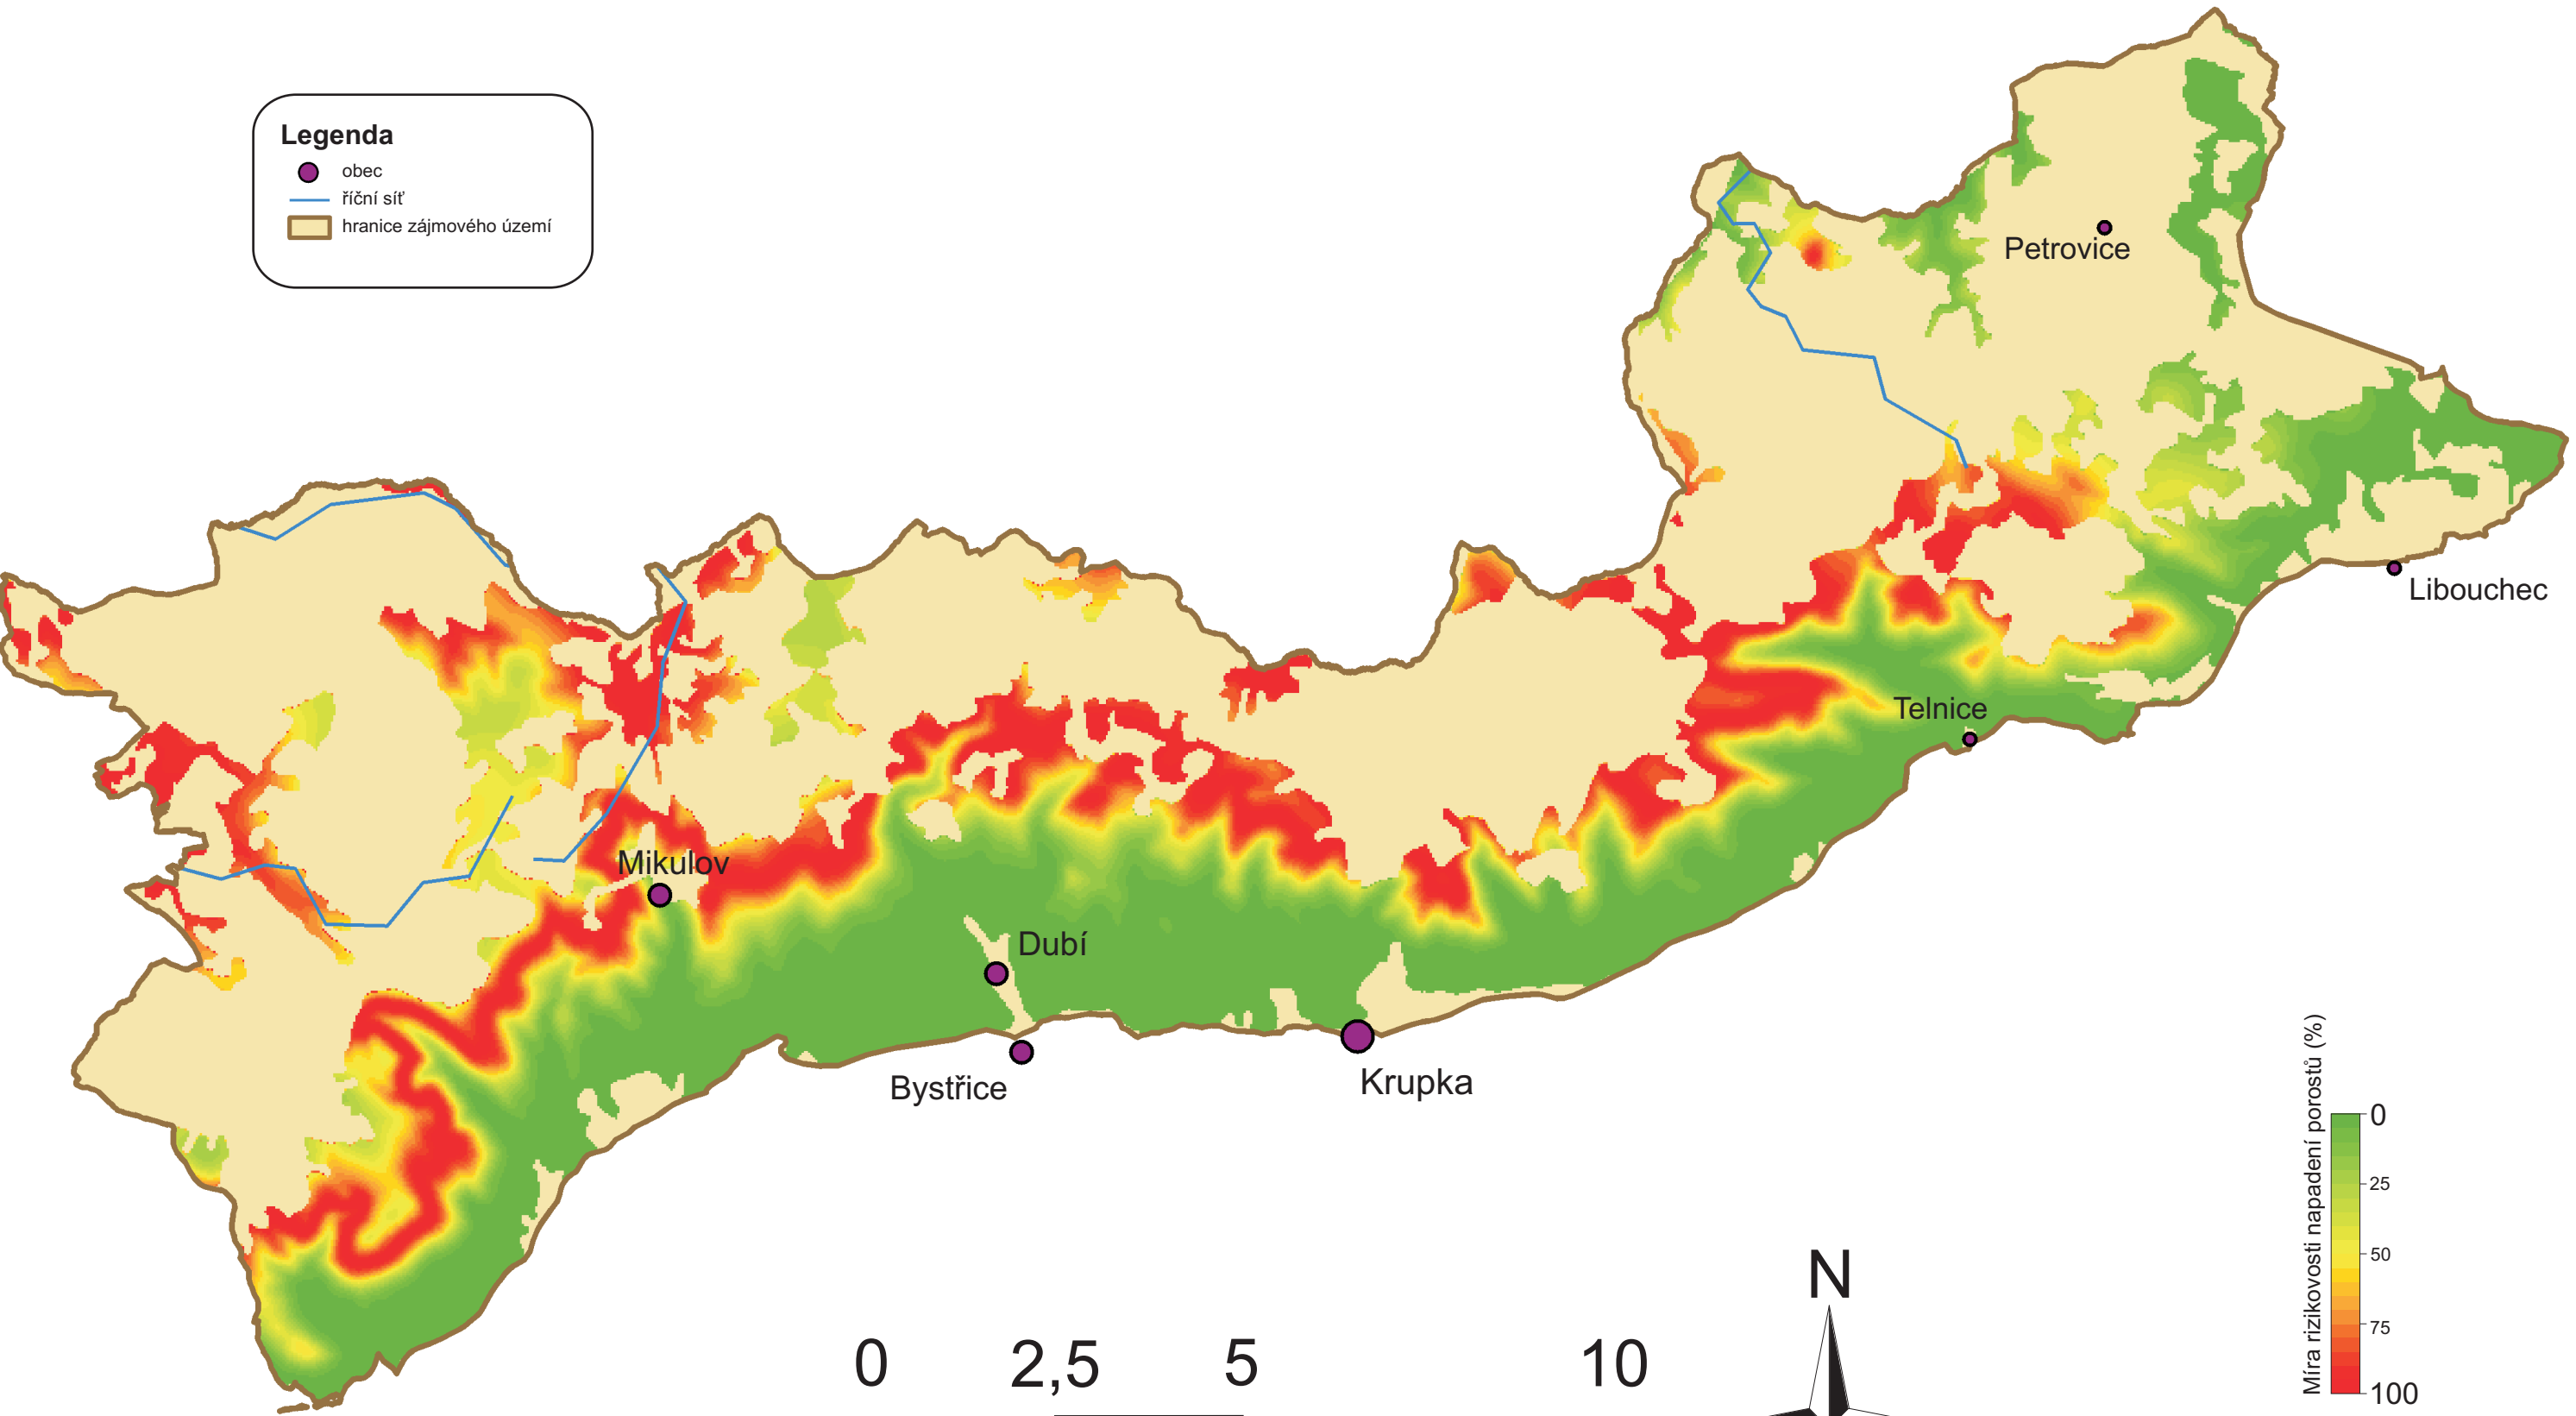 Legenda
obec
říční síť
hranice zájmového území
Petrovice
Libouchec
Telnice
Mikulov
Dubí
Bystřice
Krupka
Míra rizikovosti napadení porostů (%)
0
25
50
75
100
N
0 2,5 5 10